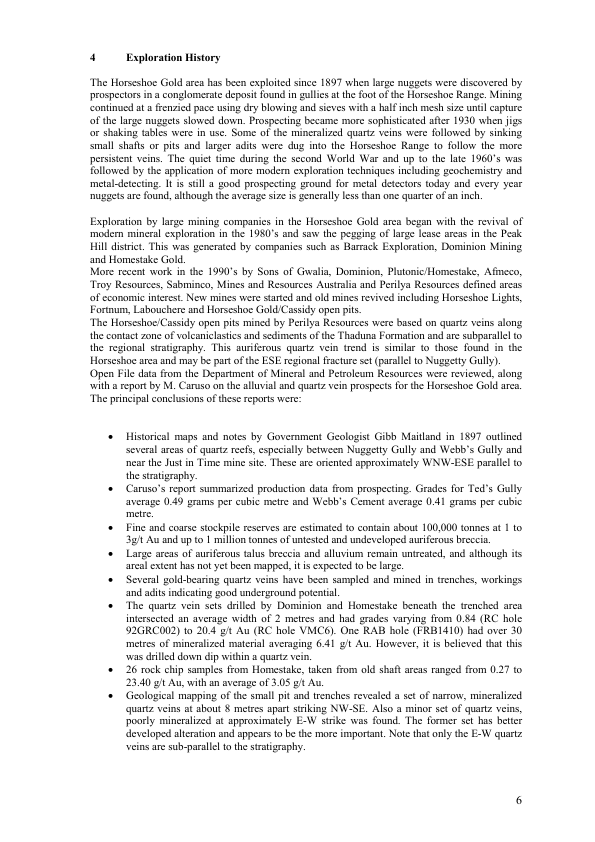 4 Exploration History
The Horseshoe Gold area has been exploited since 1897 when large nuggets were discovered by
prospectors in a conglomerate deposit found in gullies at the foot of the Horseshoe Range. Mining
continued at a frenzied pace using dry blowing and sieves with a half inch mesh size until capture
of the large nuggets slowed down. Prospecting became more sophisticated after 1930 when jigs
or shaking tables were in use. Some of the mineralized quartz veins were followed by sinking
small shafts or pits and larger adits were dug into the Horseshoe Range to follow the more
persistent veins. The quiet time during the second World War and up to the late 1960's was
followed by the application of more modern exploration techniques including geochemistry and
metal-detecting. It is still a good prospecting ground for metal detectors today and every year
nuggets are found, although the average size is generally less than one quarter of an inch.
Exploration by large mining companies in the Horseshoe Gold area began with the revival of
modern mineral exploration in the 1980's and saw the pegging of large lease areas in the Peak
Hill district. This was generated by companies such as Barrack Exploration, Dominion Mining
and Homestake Gold.
More recent work in the 1990's by Sons of Gwalia, Dominion, Plutonic/Homestake, Afmeco,
Troy Resources, Sabminco, Mines and Resources Australia and Perilya Resources defined areas
of economic interest. New mines were started and old mines revived including Horseshoe Lights,
Fortnum, Labouchere and Horseshoe Gold/Cassidy open pits.
The Horseshoe/Cassidy open pits mined by Perilya Resources were based on quartz veins along
the contact zone of volcaniclastics and sediments of the Thaduna Formation and are subparallel to
the regional stratigraphy. This auriferous quartz vein trend is similar to those found in the
Horseshoe area and may be part of the ESE regional fracture set (parallel to Nuggetty Gully).
Open File data from the Department of Mineral and Petroleum Resources were reviewed, along
with a report by M. Caruso on the alluvial and quartz vein prospects for the Horseshoe Gold area.
The principal conclusions of these reports were:
• Historical maps and notes by Government Geologist Gibb Maitland in 1897 outlined
several areas of quartz reefs, especially between Nuggetty Gully and Webb's Gully and
near the Just in Time mine site. These are oriented approximately WNW-ESE parallel to
the stratigraphy.
• Caruso's report summarized production data from prospecting. Grades for Ted's Gully
average 0.49 grams per cubic metre and Webb's Cement average 0.41 grams per cubic
metre.
• Fine and coarse stockpile reserves are estimated to contain about 100,000 tonnes at 1 to
3g/t Au and up to 1 million tonnes of untested and undeveloped auriferous breccia.
• Large areas of auriferous talus breccia and alluvium remain untreated, and although its
areal extent has not yet been mapped, it is expected to be large.
• Several gold-bearing quartz veins have been sampled and mined in trenches, workings
and adits indicating good underground potential.
• The quartz vein sets drilled by Dominion and Homestake beneath the trenched area
intersected an average width of 2 metres and had grades varying from 0.84 (RC hole
92GRC002) to 20.4 g/t Au (RC hole VMC6). One RAB hole (FRB1410) had over 30
metres of mineralized material averaging 6.41 g/t Au. However, it is believed that this
was drilled down dip within a quartz vein.
• 26 rock chip samples from Homestake, taken from old shaft areas ranged from 0.27 to
23.40 g/t Au, with an average of 3.05 g/t Au.
• Geological mapping of the small pit and trenches revealed a set of narrow, mineralized
quartz veins at about 8 metres apart striking NW-SE. Also a minor set of quartz veins,
poorly mineralized at approximately E-W strike was found. The former set has better
developed alteration and appears to be the more important. Note that only the E-W quartz
veins are sub-parallel to the stratigraphy.
6